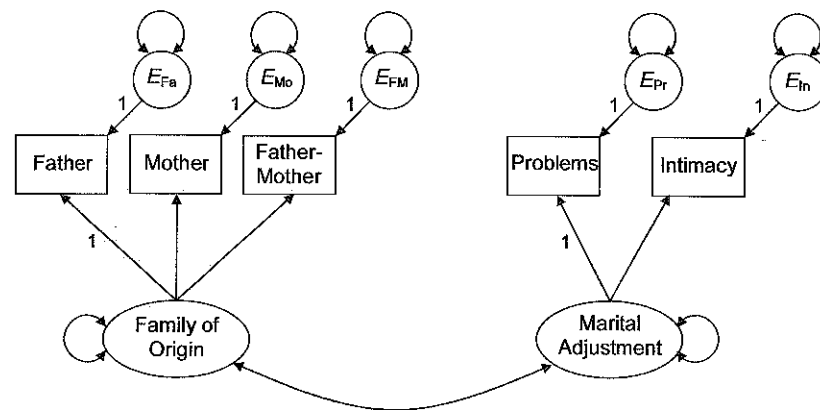 E_Fa
E_Mo
E_FM
E_Pr
E_In
1
1
1
1
1
Father
Mother
Father-
Mother
Problems
Intimacy
1
1
Family of
Origin
Marital
Adjustment